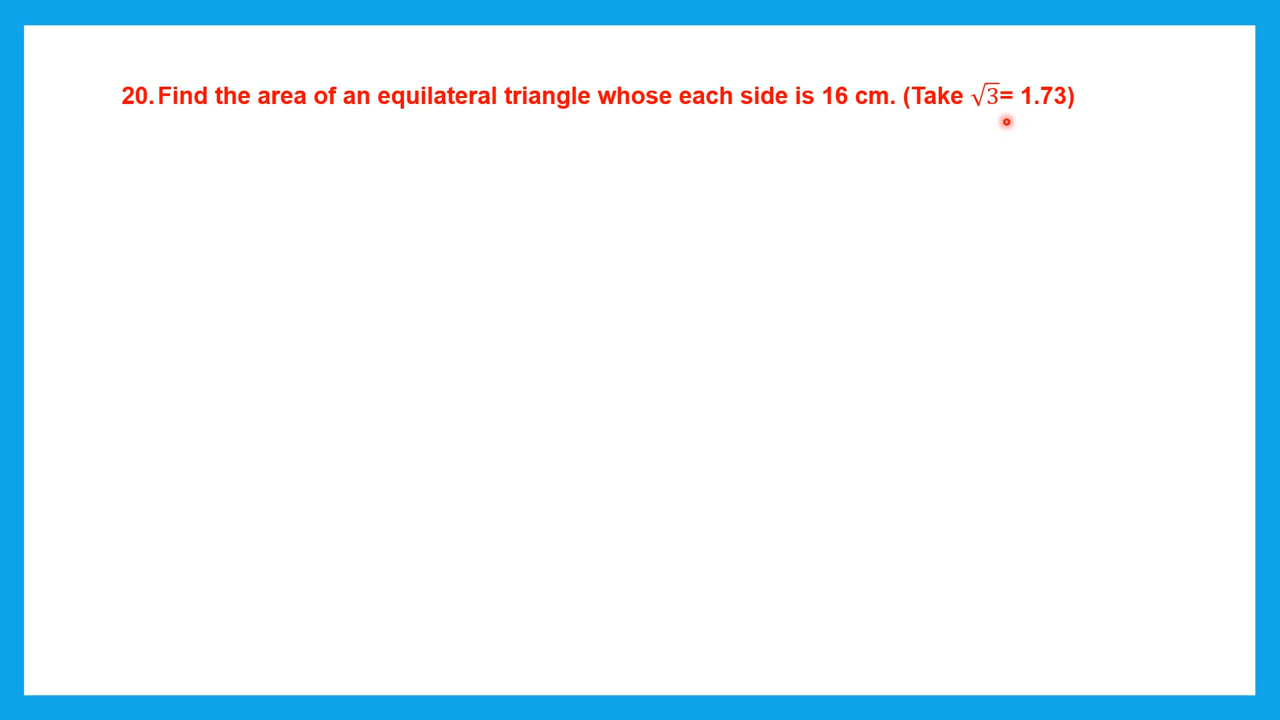 20. Find the area of an equilateral triangle whose each side is 16 cm. (Take √3= 1.73)